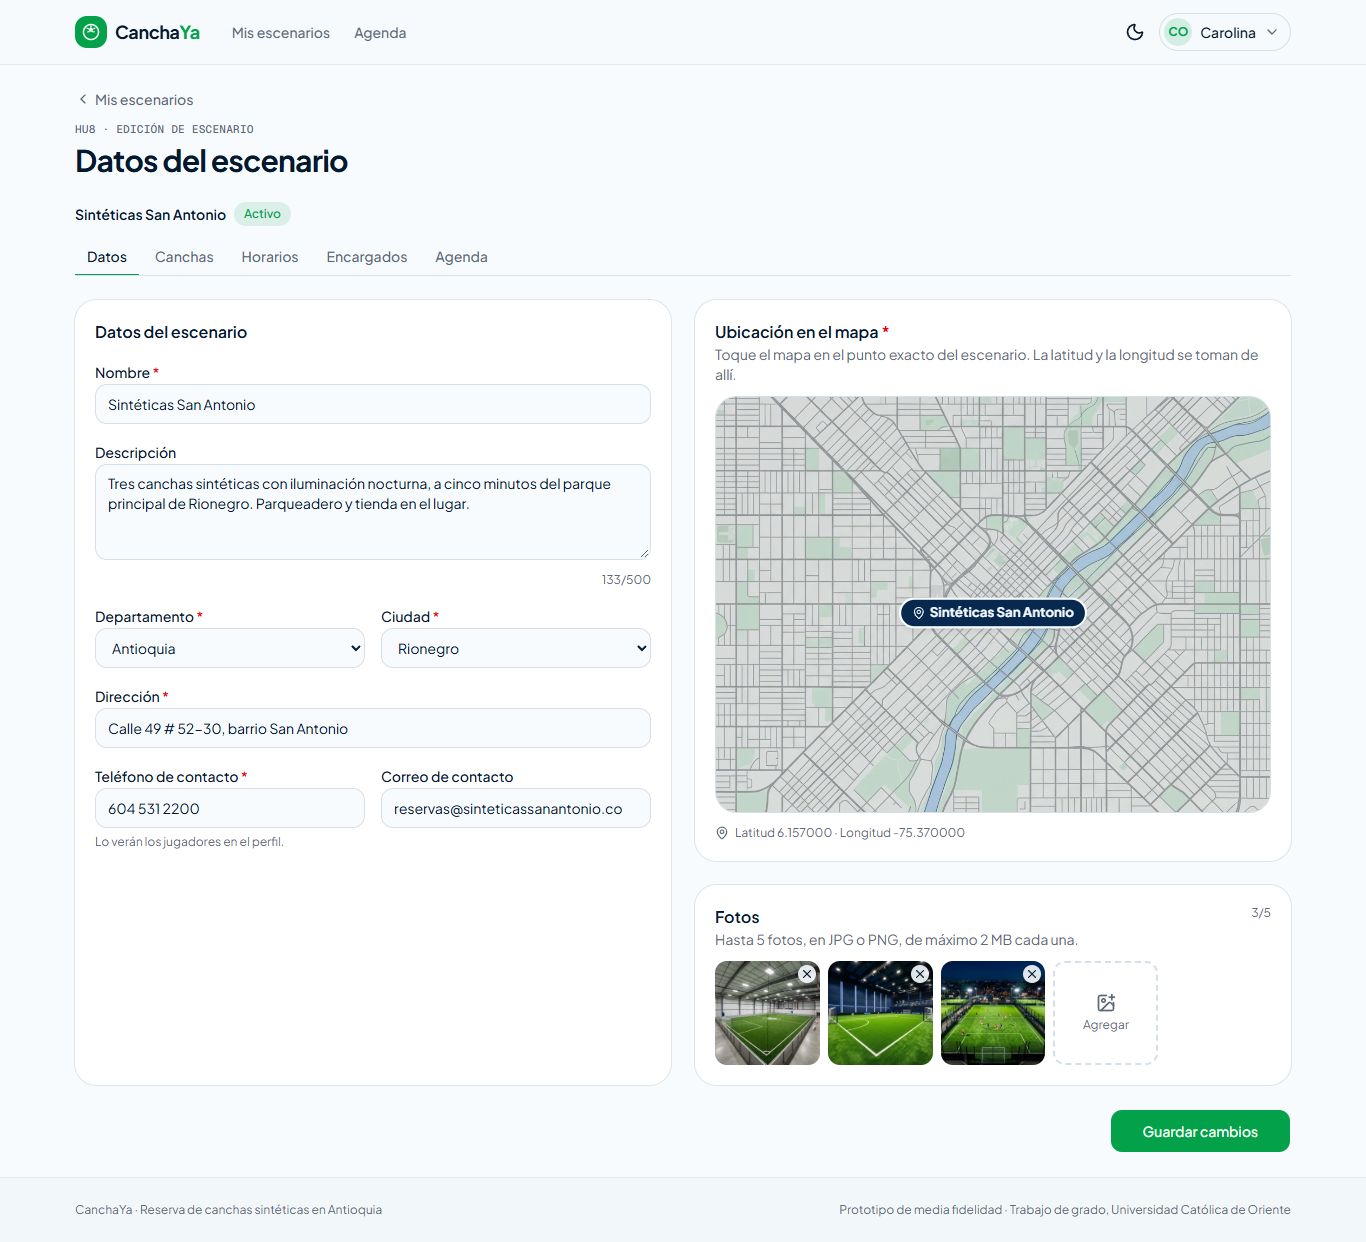 CanchaYa
Mis escenarios
Agenda
CO
Carolina
Mis escenarios
HU8 · EDICIÓN DE ESCENARIO
Datos del escenario
Sintéticas San Antonio
Activo
Datos
Canchas
Horarios
Encargados
Agenda
Datos del escenario
Nombre *
Sintéticas San Antonio
Descripción
Tres canchas sintéticas con iluminación nocturna, a cinco minutos del parque
principal de Rionegro. Parqueadero y tienda en el lugar.
133/500
Departamento *
Ciudad *
Antioquia
Rionegro
Dirección *
Calle 49 # 52-30, barrio San Antonio
Teléfono de contacto *
Correo de contacto
604 531 2200
reservas@sinteticassanantonio.co
Lo verán los jugadores en el perfil.
Ubicación en el mapa *
Toque el mapa en el punto exacto del escenario. La latitud y la longitud se toman de
allí.
Sintéticas San Antonio
Latitud 6.157000 · Longitud -75.370000
Fotos
3/5
Hasta 5 fotos, en JPG o PNG, de máximo 2 MB cada una.
Agregar
Guardar cambios
CanchaYa · Reserva de canchas sintéticas en Antioquia
Prototipo de media fidelidad · Trabajo de grado, Universidad Católica de Oriente